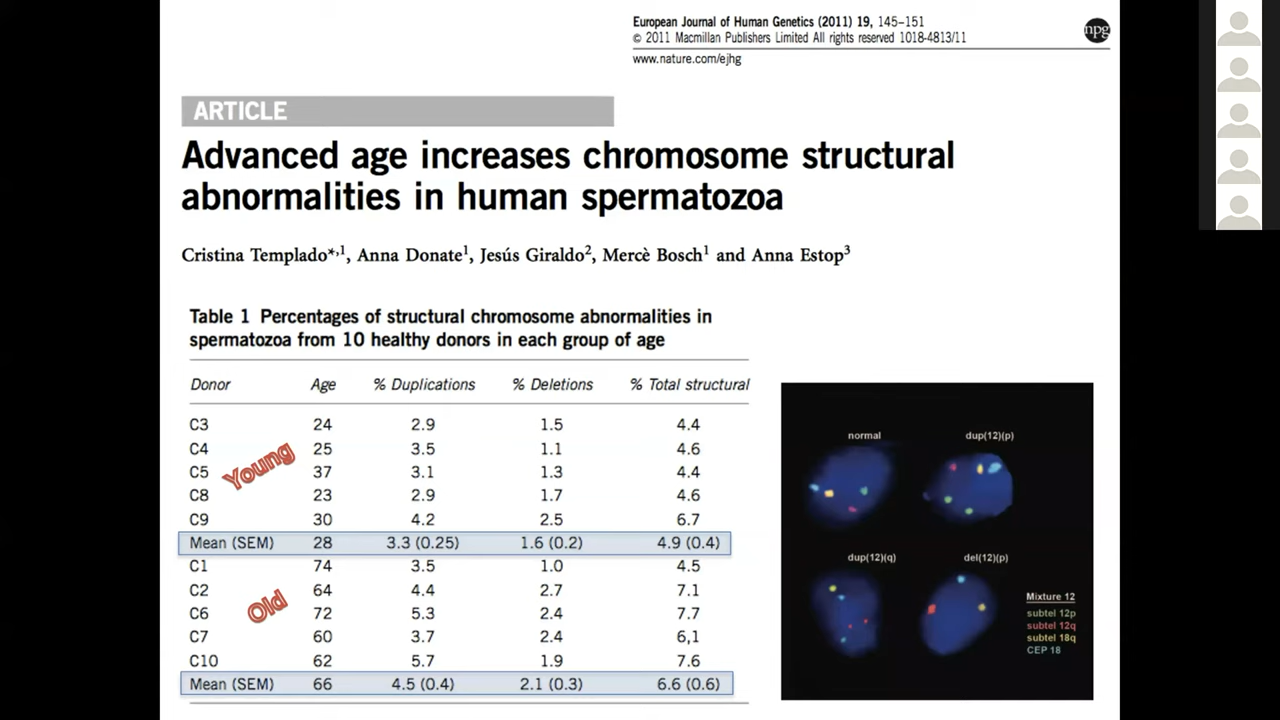 European Journal of Human Genetics (2011) 19, 145–151
© 2011 Macmillan Publishers Limited All rights reserved 1018-4813/11
npg
www.nature.com/ejhg
ARTICLE
Advanced age increases chromosome structural
abnormalities in human spermatozoa
Cristina Templado*,1, Anna Donate1, Jesús Giraldo2, Mercè Bosch1 and Anna Estop3
Table 1 Percentages of structural chromosome abnormalities in
spermatozoa from 10 healthy donors in each group of age
Donor Age % Duplications % Deletions % Total structural
C3 24 2.9 1.5 4.4
C4 25 3.5 1.1 4.6
Young
C5 37 3.1 1.3 4.4
C8 23 2.9 1.7 4.6
C9 30 4.2 2.5 6.7
Mean (SEM) 28 3.3 (0.25) 1.6 (0.2) 4.9 (0.4)
C1 74 3.5 1.0 4.5
C2 64 4.4 2.7 7.1
Old
C6 72 5.3 2.4 7.7
C7 60 3.7 2.4 6,1
C10 62 5.7 1.9 7.6
Mean (SEM) 66 4.5 (0.4) 2.1 (0.3) 6.6 (0.6)
normal dup(12)(p)
dup(12)(q) del(12)(p)
Mixture 12
subtel 12p
subtel 12q
subtel 18q
CEP 18